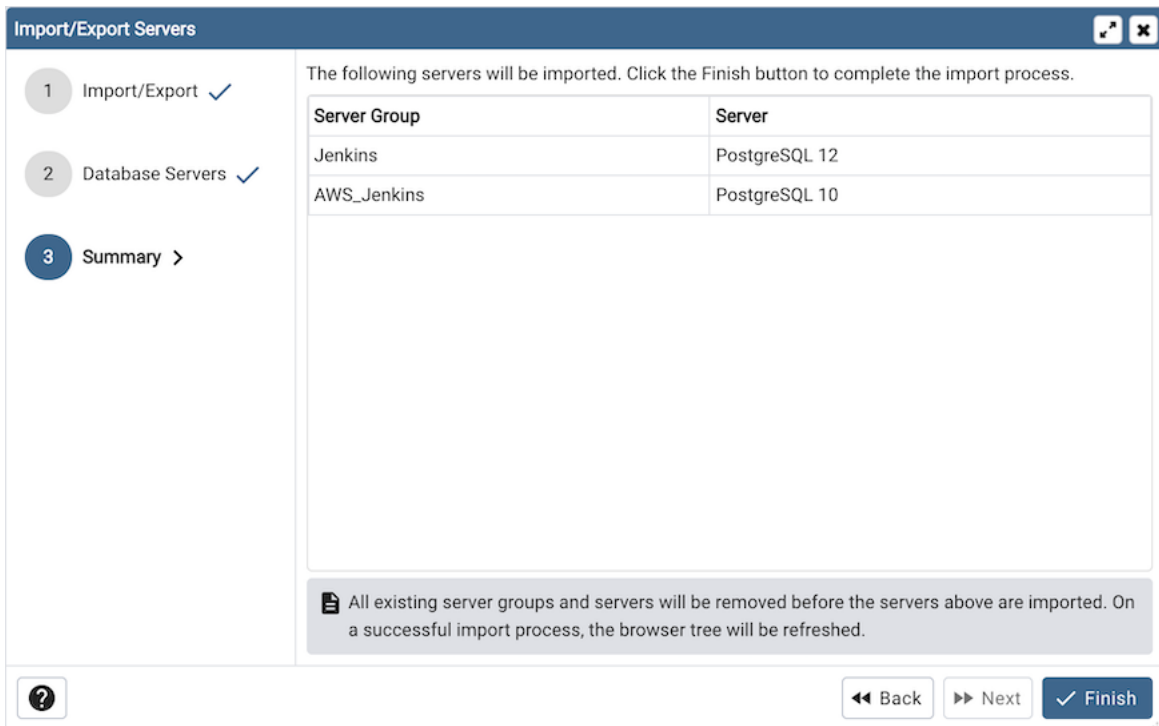 Import/Export Servers
1 Import/Export
2 Database Servers
3 Summary
The following servers will be imported. Click the Finish button to complete the import process.
Server Group Server
Jenkins PostgreSQL 12
AWS_Jenkins PostgreSQL 10
All existing server groups and servers will be removed before the servers above are imported. On
a successful import process, the browser tree will be refreshed.
? Back Next Finish